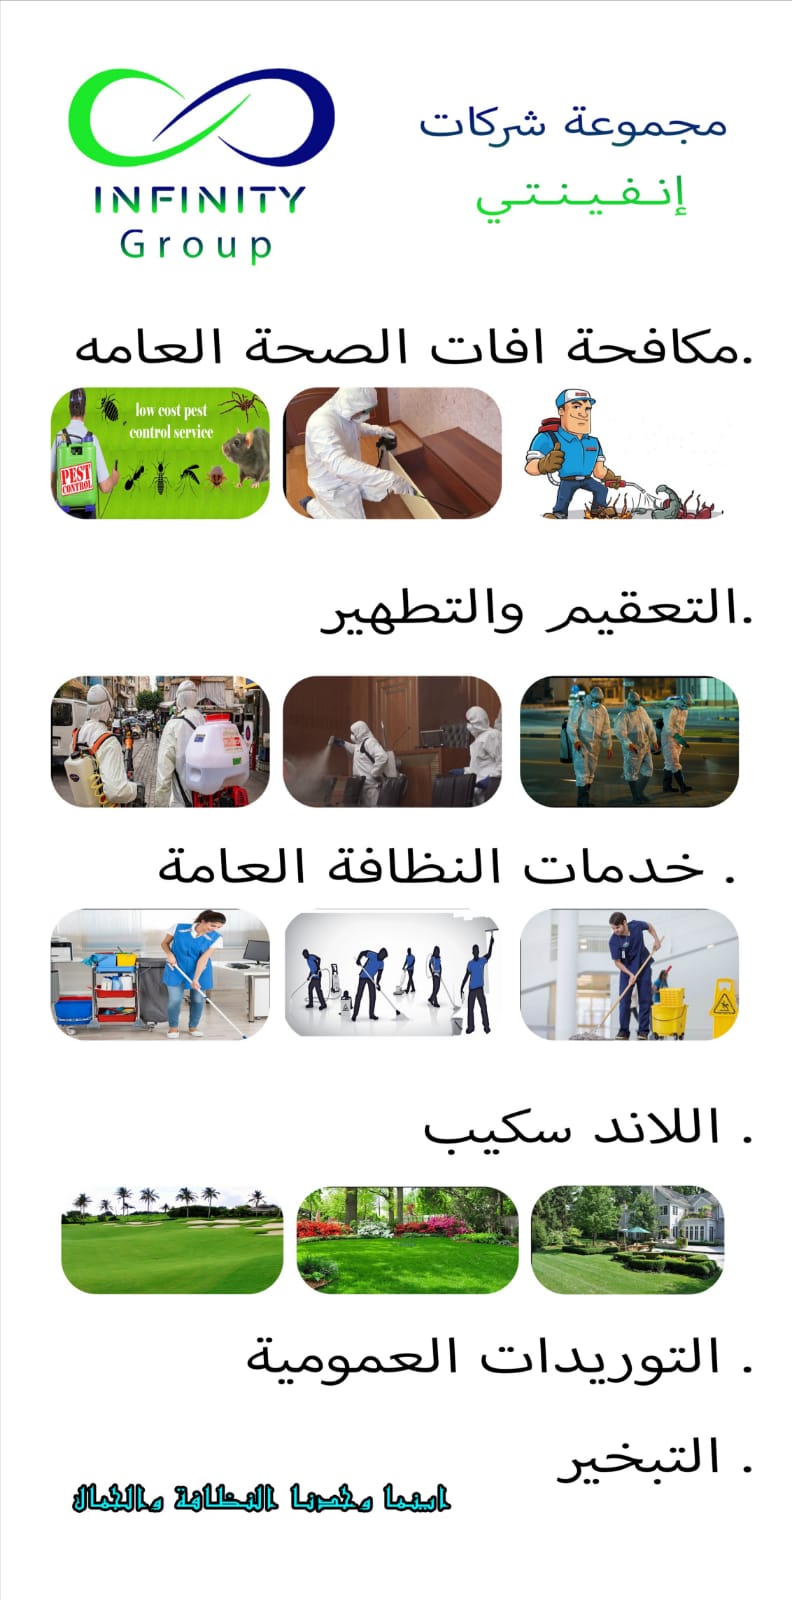 INFINITY
Group
مجموعة شركات
إنـفـيـنـتـي
.مكافحة افات الصحة العامه
low cost pest
control service
PEST
CONTROL
.التعقيم والتطهير
. خدمات النظافة العامة
. اللاند سكيب
. التوريدات العمومية
. التبخير
اينما وجدنا النظافة والجمال